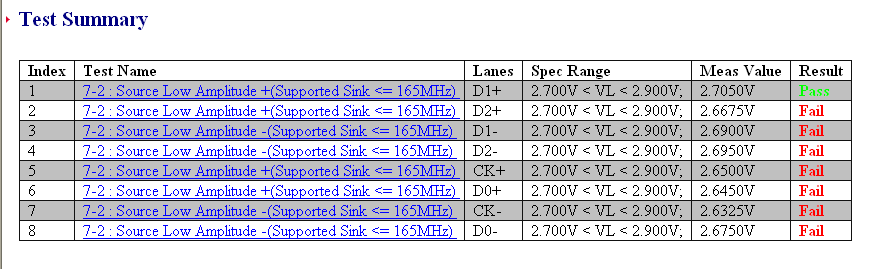 Test Summary
Index Test Name Lanes Spec Range Meas Value Result
1 7-2 : Source Low Amplitude +(Supported Sink <= 165MHz) D1+ 2.700V < VL < 2.900V; 2.7050V Pass
2 7-2 : Source Low Amplitude +(Supported Sink <= 165MHz) D2+ 2.700V < VL < 2.900V; 2.6675V Fail
3 7-2 : Source Low Amplitude -(Supported Sink <= 165MHz) D1- 2.700V < VL < 2.900V; 2.6900V Fail
4 7-2 : Source Low Amplitude -(Supported Sink <= 165MHz) D2- 2.700V < VL < 2.900V; 2.6950V Fail
5 7-2 : Source Low Amplitude +(Supported Sink <= 165MHz) CK+ 2.700V < VL < 2.900V; 2.6500V Fail
6 7-2 : Source Low Amplitude +(Supported Sink <= 165MHz) D0+ 2.700V < VL < 2.900V; 2.6450V Fail
7 7-2 : Source Low Amplitude -(Supported Sink <= 165MHz) CK- 2.700V < VL < 2.900V; 2.6325V Fail
8 7-2 : Source Low Amplitude -(Supported Sink <= 165MHz) D0- 2.700V < VL < 2.900V; 2.6750V Fail